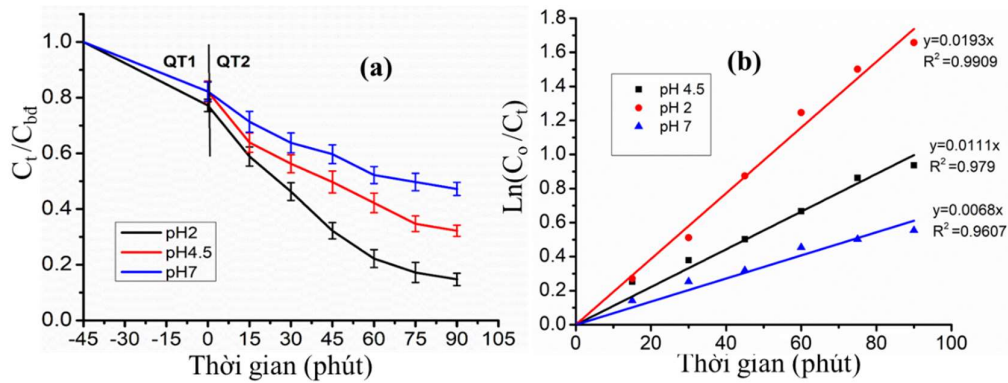 C_t/C_bđ
1.0
0.8
0.6
0.4
0.2
0.0
QT1 QT2
(a)
pH2
pH4.5
pH7
-45 -30 -15 0 15 30 45 60 75 90 105
Thời gian (phút)
Ln(C_o/C_t)
1.8
1.6
1.4
1.2
1.0
0.8
0.6
0.4
0.2
0.0
(b)
pH 4.5
pH 2
pH 7
y=0.0193x
R²=0.9909
y=0.0111x
R²=0.979
y=0.0068x
R²=0.9607
0 20 40 60 80 100
Thời gian (phút)